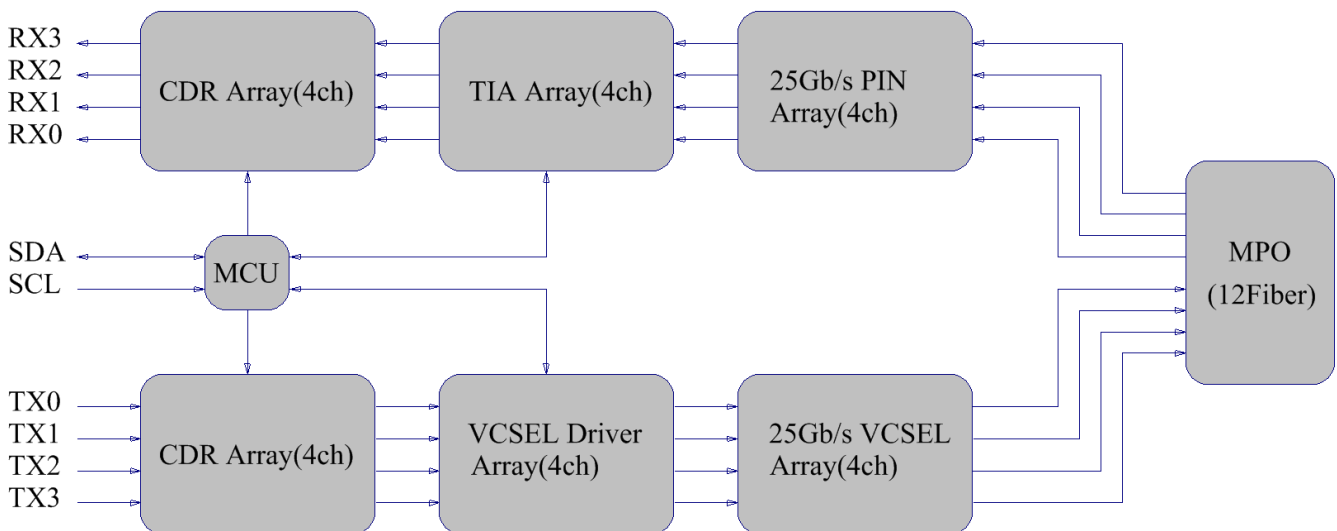 RX3
RX2
RX1
RX0
CDR Array(4ch)
TIA Array(4ch)
25Gb/s PIN
Array(4ch)
SDA
SCL
MCU
MPO
(12Fiber)
TX0
TX1
TX2
TX3
CDR Array(4ch)
VCSEL Driver
Array(4ch)
25Gb/s VCSEL
Array(4ch)